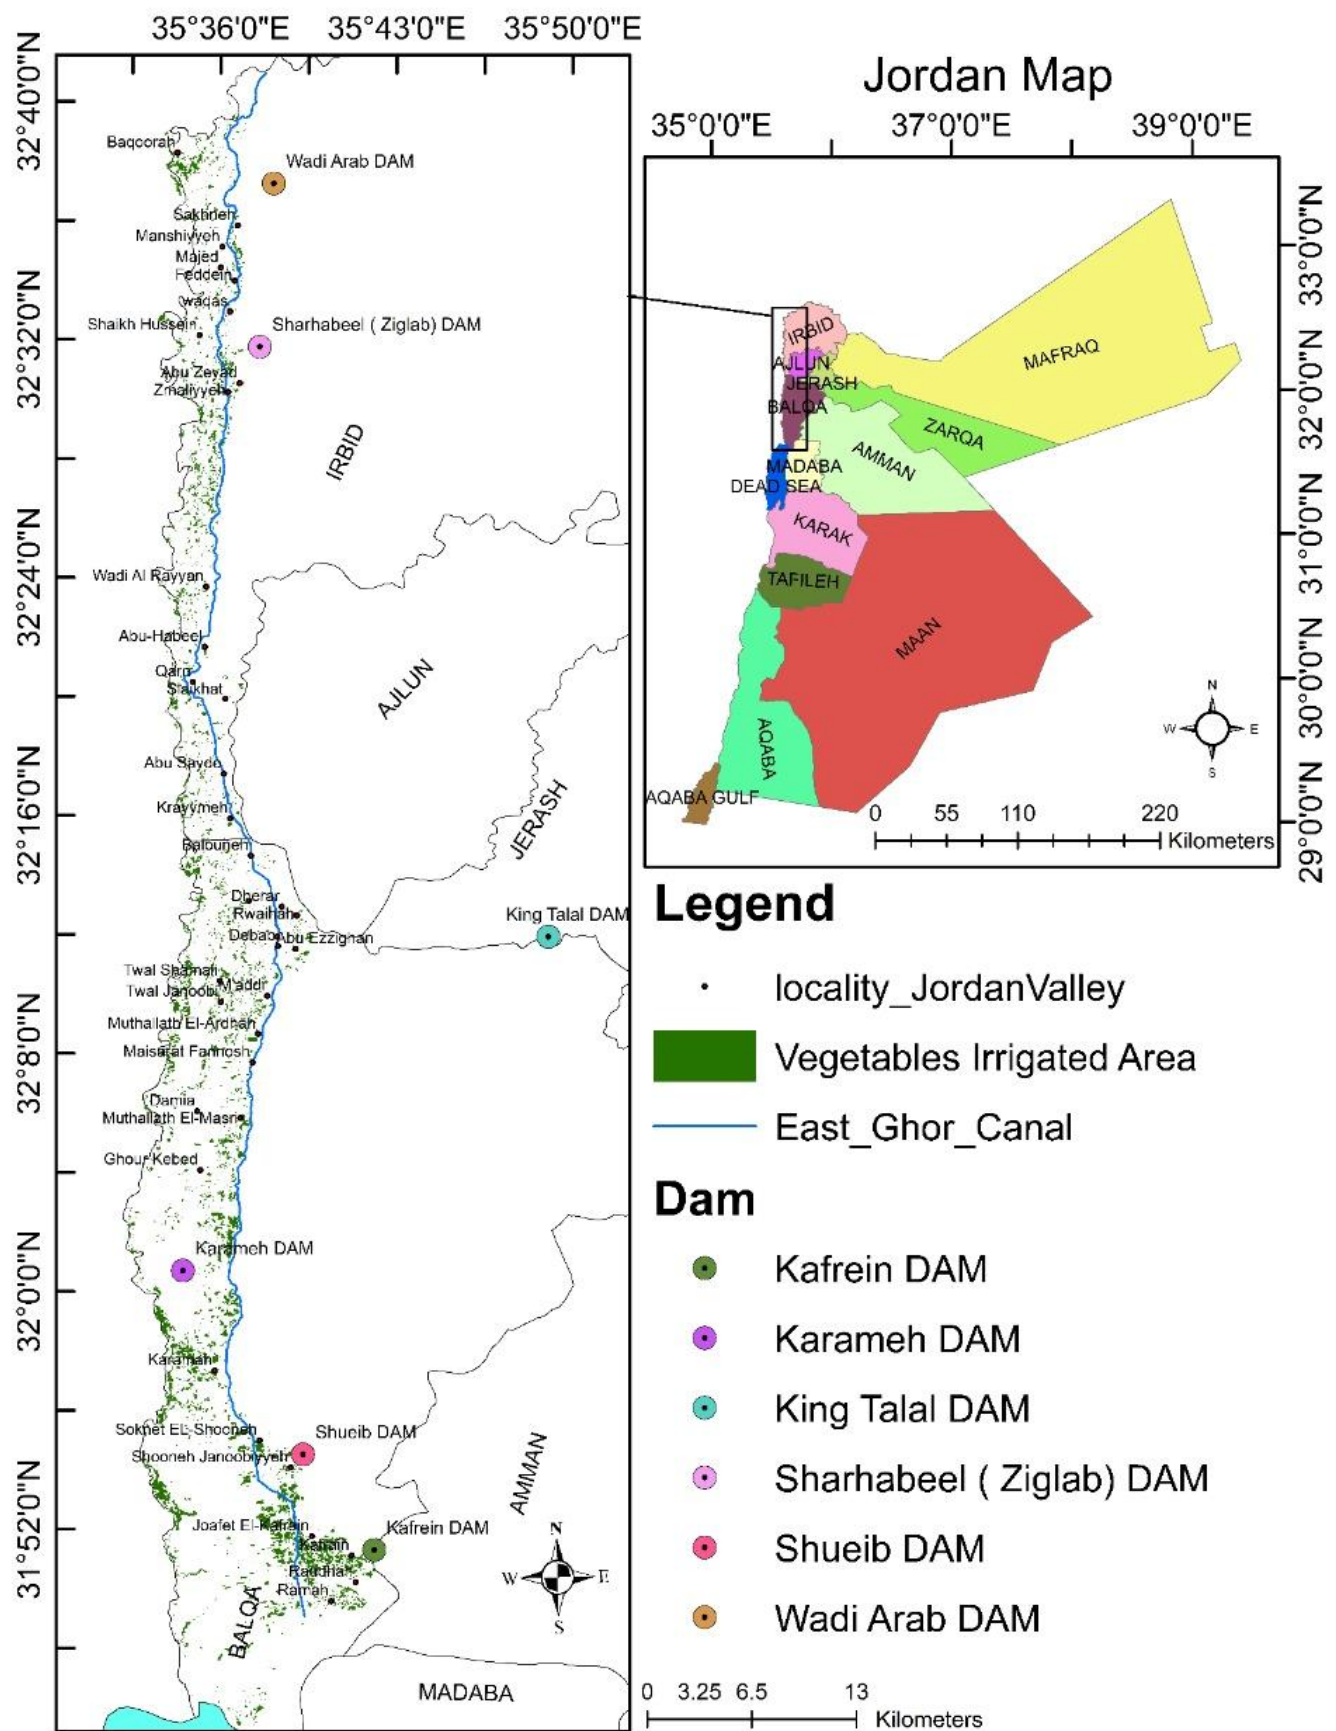 35°36'0"E 35°43'0"E 35°50'0"E
32°40'0"N
32°32'0"N
32°24'0"N
32°16'0"N
32°8'0"N
32°0'0"N
31°52'0"N
Baqoorah
Wadi Arab DAM
Sakhneh
Manshiyyeh
Majed
Feddein
Waqas
Shaikh Hussein
Sharhabeel ( Ziglab) DAM
Abu Zeyad
Zmaliyyeh
IRBID
Wadi Al Rayyan
Abu-Habeel
Qarn
Slaikhat
AJLUN
Abu Saydo
Krayymeh
JERASH
Balouneh
Dherar
Rwaihah
King Talal DAM
Debab
Abu Ezzighan
Twal Shamali
M'addi
Twal Janoobi
Muthallath El-Ardhah
Maisarat Fannosh
Damia
Muthallath El-Masri
Ghour Kebed
Karameh DAM
Karamah
Soknet EL-Shooneh
Shueib DAM
Shooneh Janoobiyyeh
AMMAN
Joafet El-Kafrain
Kafrein DAM
Kafrain
Raudha
Ramah
BALQA
MADABA
N
W E
S
Jordan Map
35°0'0"E 37°0'0"E 39°0'0"E
33°0'0"N
32°0'0"N
31°0'0"N
30°0'0"N
29°0'0"N
IRBID
AJLUN
JERASH
BALQA
MAFRAQ
ZARQA
AMMAN
MADABA
DEAD SEA
KARAK
TAFILEH
MAAN
AQABA
AQABA GULF
N
W E
S
0 55 110 220
Kilometers
Legend
locality_JordanValley
Vegetables Irrigated Area
East_Ghor_Canal
Dam
Kafrein DAM
Karameh DAM
King Talal DAM
Sharhabeel ( Ziglab) DAM
Shueib DAM
Wadi Arab DAM
0 3.25 6.5 13
Kilometers